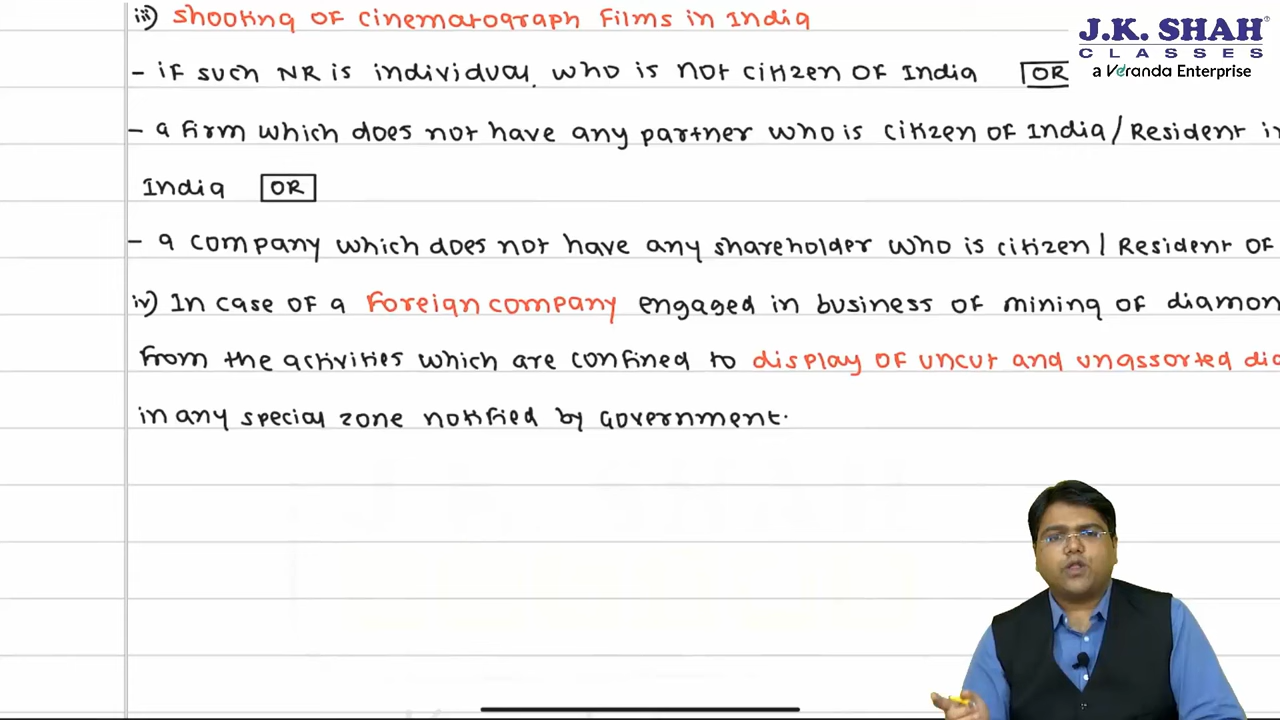 iii) Shooting of cinematograph Films in India
J.K. SHAH®
CLASSES
a Veranda Enterprise
- if such NR is individual who is not citizen of India OR
- a firm which does not have any partner who is citizen of India/Resident in
India OR
- a company which does not have any shareholder who is citizen / Resident of
iv) In case of a Foreign company engaged in business of mining of diamon
from the activities which are confined to display of uncut and unassorted dia
in any special zone notified by Government.